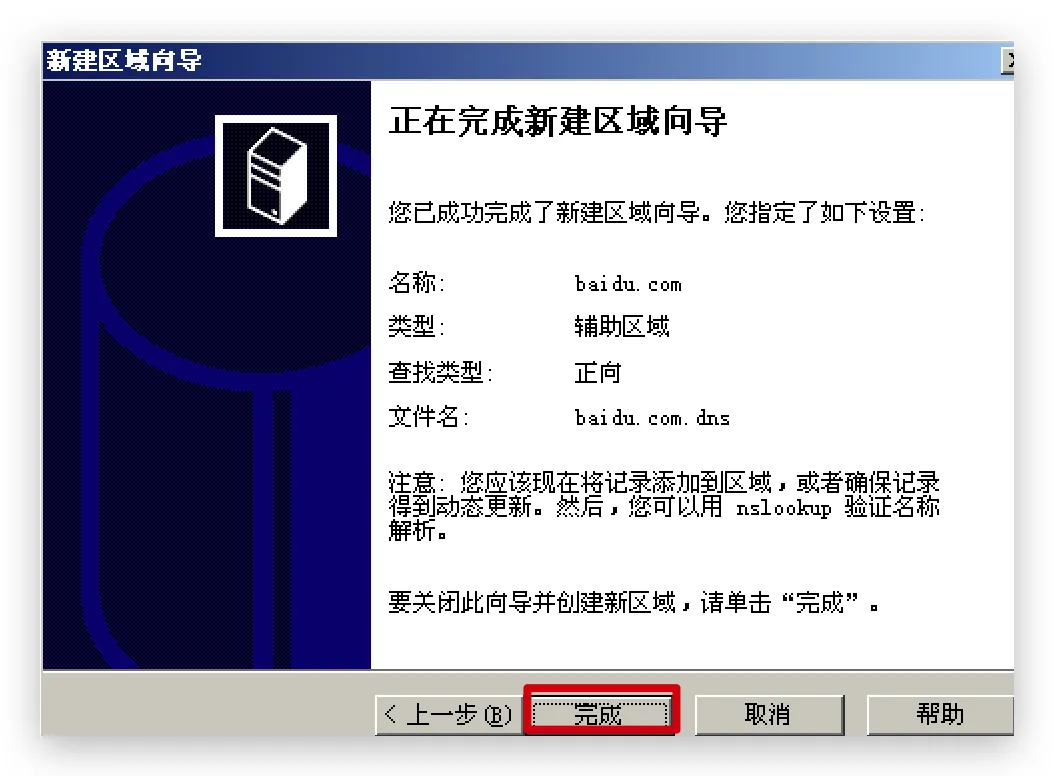 新建区域向导
正在完成新建区域向导
您已成功完成了新建区域向导。您指定了如下设置:
名称: baidu.com
类型: 辅助区域
查找类型: 正向
文件名: baidu.com.dns
注意: 您应该现在将记录添加到区域,或者确保记录
得到动态更新。然后,您可以用 nslookup 验证名称
解析。
要关闭此向导并创建新区域,请单击“完成”。
< 上一步(B) 完成 取消 帮助